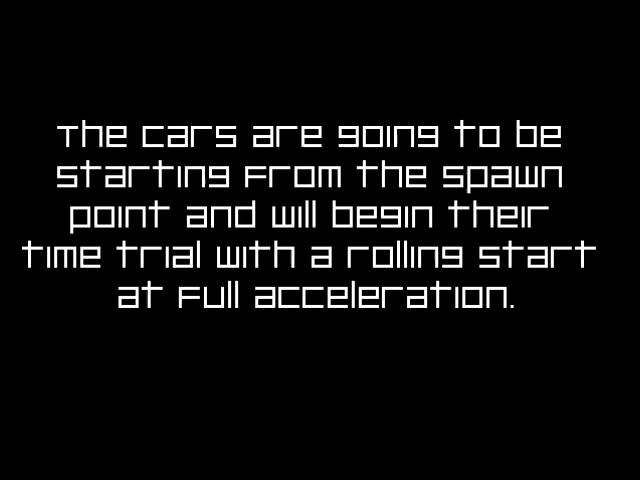 The cars are going to be
starting from the spawn
point and will begin their
time trial with a rolling start
at full acceleration.